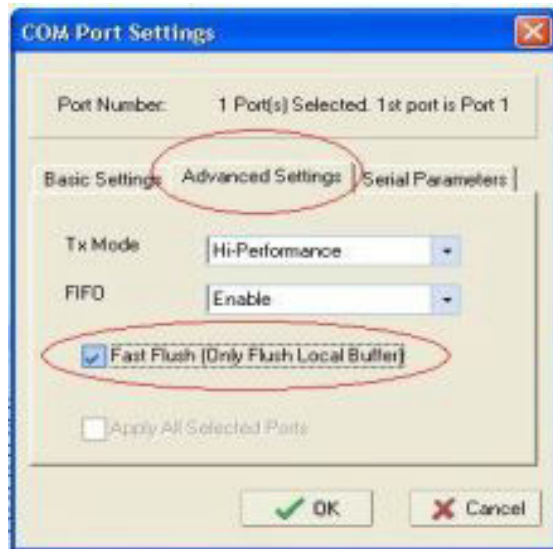 COM Port Settings
Port Number: 1 Port(s) Selected. 1st port is Port 1
Basic Settings Advanced Settings Serial Parameters
Tx Mode Hi-Performance
FIFO Enable
Fast Flush (Only Flush Local Buffer)
Apply All Selected Ports
OK Cancel